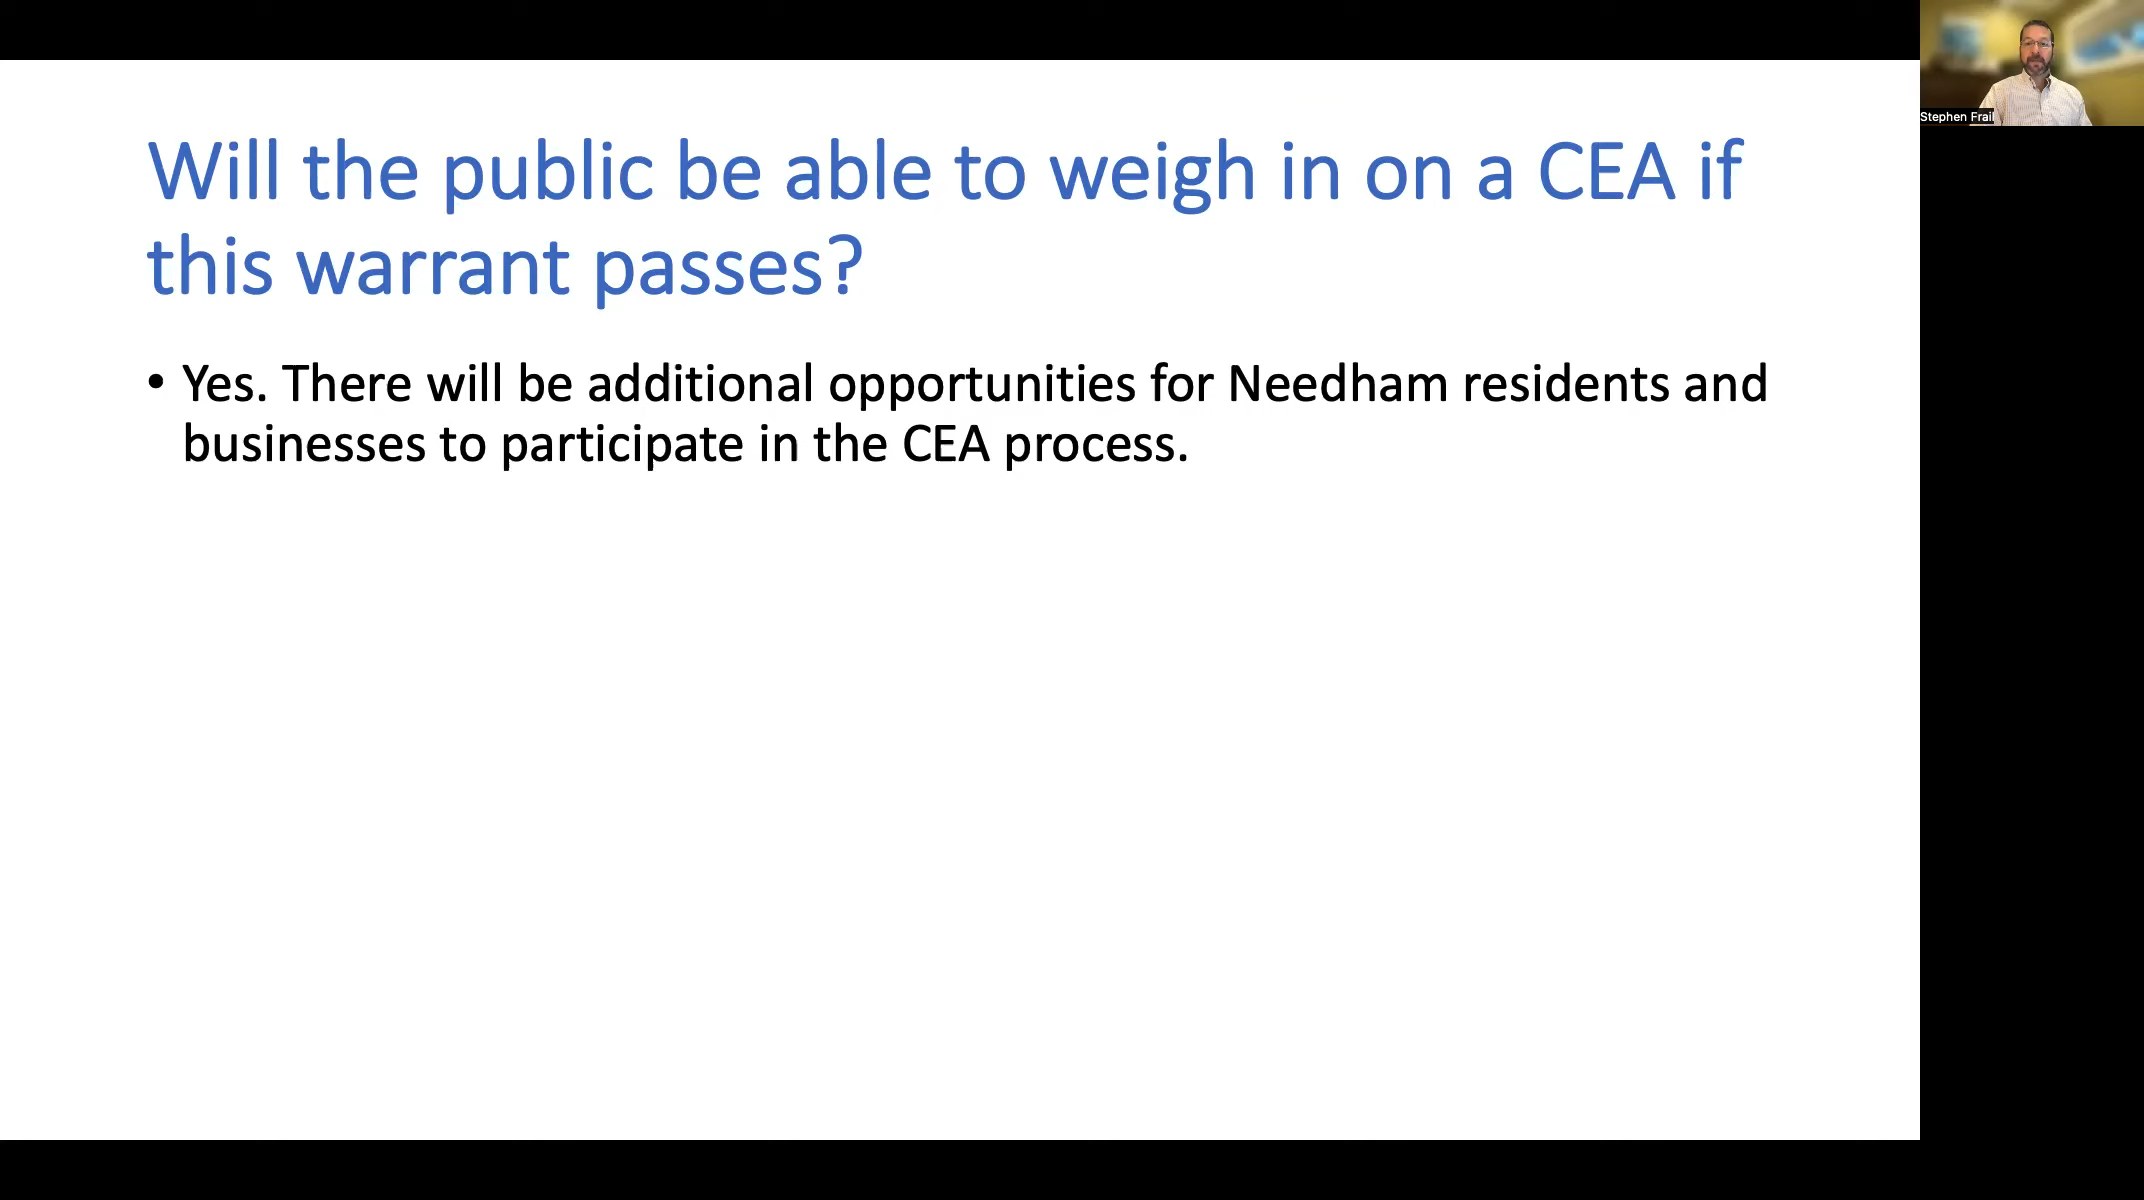 Will the public be able to weigh in on a CEA if
this warrant passes?
• Yes. There will be additional opportunities for Needham residents and
businesses to participate in the CEA process.
Stephen Frail